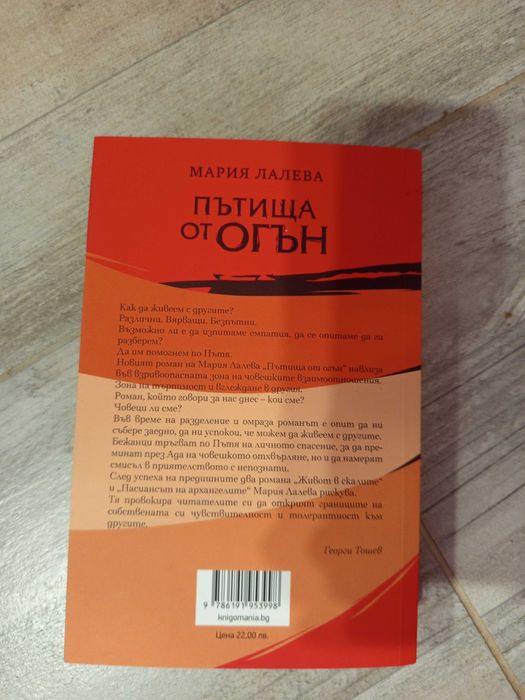 МАРИЯ ЛАЛЕВА
ПЪТИЩА
ОТ ОГЪН
Как да живеем с другите?
Различни. Вярващи. Безпътни.
Възможно ли е да изпитаме емпатия, да се опитаме да ги
разберем?
Да им помогнем по Пътя.
Новият роман на Мария Лалева „Пътища от огън“ навлиза
във взривоопасната зона на човешките взаимоотношения.
Зона на търпимост и вглеждане в другия.
Роман, който говори за нас днес – кои сме?
Човеци ли сме?
Във време на разделение и омраза романът е опит да ни
събере заедно, да ни успокои, че можем да живеем с другите.
Бежанци тръгват по Пътя на личното спасение, за да пре-
минат през Ада на човешкото отхвърляне, но и да намерят
смисъл в приятелството с непознати.
След успеха на предишните два романа „Живот в скалите“
и „Пасиансът на архангелите“ Мария Лалева рискува.
Тя провокира читателите си да открият границите на
собствената си чувствителност и толерантност към
другите.
Георги Тошев
9 786191 953998
knigomania.bg
Цена 22,00 лв.